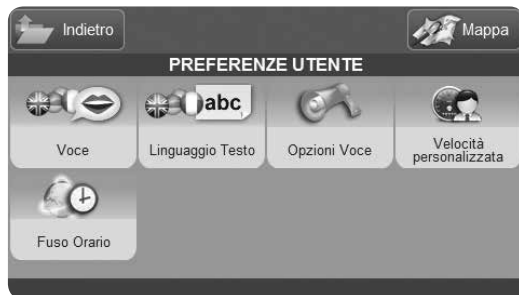 Indietro
Mappa
PREFERENZE UTENTE
abc
Voce
Linguaggio Testo
Opzioni Voce
Velocità
personalizzata
Fuso Orario